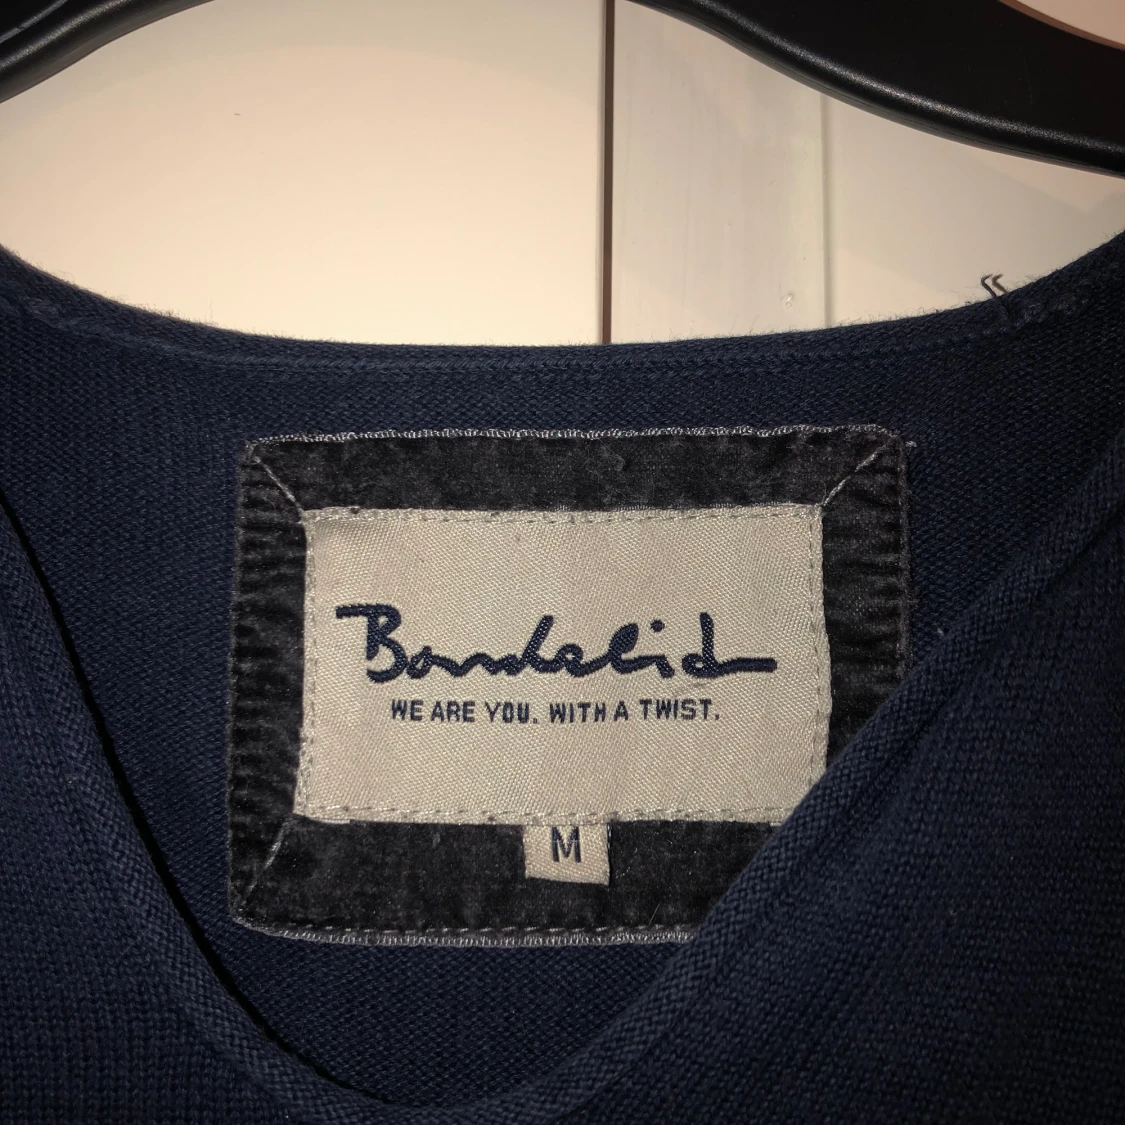 Bondelid
WE ARE YOU. WITH A TWIST.
M